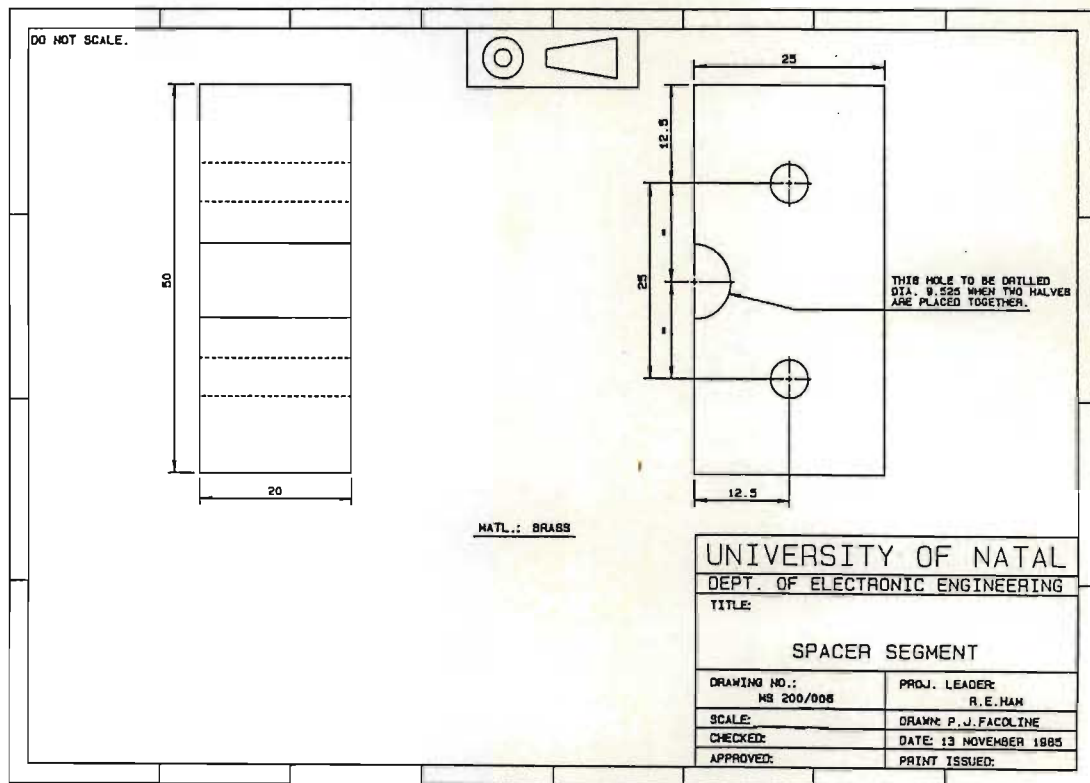 DO NOT SCALE.
50
20
25
12.5
=
25
=
12.5
THIS HOLE TO BE DRILLED
DIA. 9.525 WHEN TWO HALVES
ARE PLACED TOGETHER.
MATL.: BRASS
UNIVERSITY OF NATAL
DEPT. OF ELECTRONIC ENGINEERING
TITLE:
SPACER SEGMENT
DRAWING NO.:
MS 200/006
PROJ. LEADER:
R.E.HAM
SCALE:
DRAWN: P.J.FACOLINE
CHECKED:
DATE: 13 NOVEMBER 1985
APPROVED:
PRINT ISSUED: